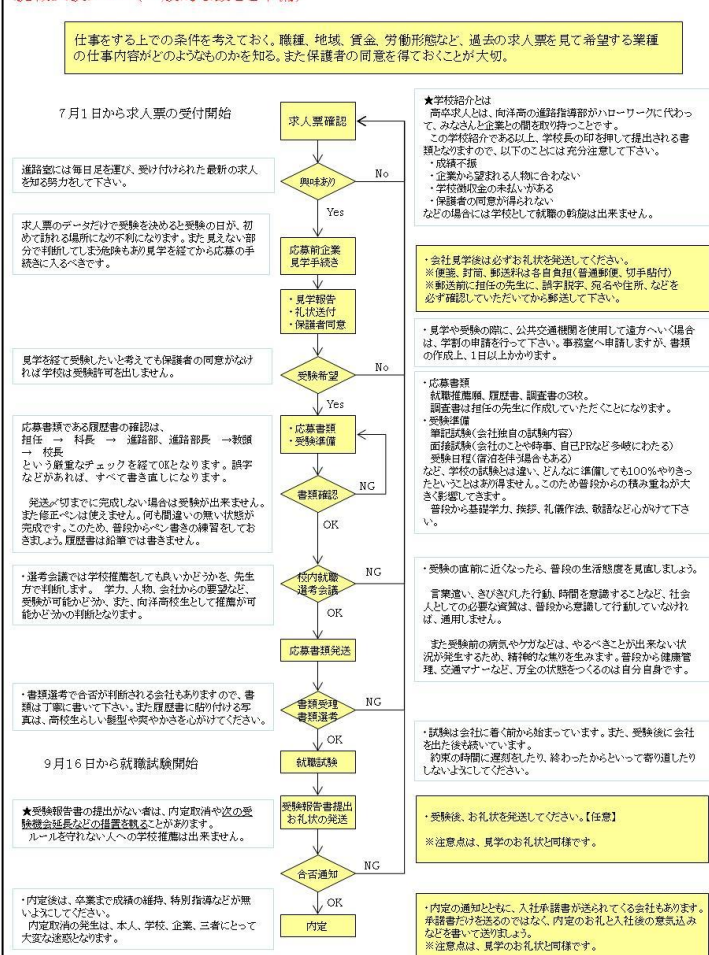 仕事をする上での条件を考えておく。職種、地域、賃金、労働形態など、過去の求人票を見て希望する業種
の仕事内容がどのようなものかを知る。また保護者の同意を得ておくことが大切。
7月1日から求人票の受付開始
求人票確認
進路室には毎日足を運び、受け付けられた最新の求人
を知る努力をして下さい。
興味あり
No
Yes
求人票のデータだけで受験を決めると受験の日が、初
めて訪れる場所になり不利になります。また見えない部
分で判断してしまう危険もあり見学を経てから応募の手
続きに入るべきです。
応募前企業
見学手続き
・見学報告
・礼状送付
・保護者同意
見学を経て受験したいと考えても保護者の同意がなけ
れば学校は受験許可を出しません。
受験希望
No
Yes
応募書類である履歴書の確認は、
担任 → 科長 → 進路部、進路部長 →教頭
→ 校長
という厳重なチェックを経てOKとなります。誤字
などがあれば、すべて書き直しになります。
発送〆切までに完成しない場合は受験が出来ません。
また修正ペンは使えません。何も間違いの無い状態が
完成です。このため、普段からペン書きの練習をしてお
きましょう。履歴書は鉛筆では書きません。
・応募書類
・受験準備
書類確認
NG
OK
・選考会議では学校推薦をしても良いかどうかを、先生
方で判断します。 学力、人物、会社からの要望など、
受験が可能かどうか、また、向洋高校生として推薦が可
能かどうかの判断となります。
校内就職
選考会議
NG
OK
応募書類発送
・書類選考で合否が判断される会社もありますので、書
類は丁寧に書いて下さい。また履歴書に貼り付ける写
真は、高校生らしい髪型や爽やかさを心がけてください。
書類受理
書類選考
NG
OK
9月16日から就職試験開始
就職試験
★受験報告書の提出がない者は、内定取消や次の受
験機会延長などの措置を執ることがあります。
ルールを守れない人への学校推薦は出来ません。
受験報告書提出
お礼状の発送
合否通知
NG
OK
・内定後は、卒業まで成績の維持、特別指導などが無
いようにしてください。
内定取消の発生は、本人、学校、企業、三者にとって
大変な迷惑となります。
内定
★学校紹介とは
高卒求人とは、向洋高の進路指導部がハローワークに代わっ
て、みなさんと企業との間を取り持つことです。
この学校紹介である以上、学校長の印を押して提出される書
類となりますので、以下のことには充分注意して下さい。
・成績不振
・企業から望まれる人物に合わない
・学校徴収金の未払いがある
・保護者の同意が得られない
などの場合には学校として就職の斡旋は出来ません。
・会社見学後は必ずお礼状を発送してください。
※便箋、封筒、郵送料は各自負担(普通郵便、切手貼付)
※郵送前に担任の先生に、誤字脱字、宛名や住所、などを
必ず確認していただいてから郵送して下さい。
・見学や受験の際に、公共交通機関を使用して遠方へいく場合
は、学割の申請を行って下さい。事務室へ申請しますが、書類
の作成上、1日以上かかります。
・応募書類
就職推薦願、履歴書、調査書の3枚。
調査書は担任の先生に作成していただくことになります。
・受験準備
筆記試験(会社独自の試験内容)
面接試験(会社のことや時事、自己PRなど多岐にわたる)
受験日程(宿泊を伴う場合もある)
など、学校の試験とは違い、どんなに準備しても100%やりきっ
たということはあり得ません。このため普段からの積み重ねが大
きく影響してきます。
普段から基礎学力、挨拶、礼儀作法、敬語など心がけて下さ
い。
・受験の直前に近くなったら、普段の生活態度を見直しましょう。
言葉遣い、きびきびした行動、時間を意識することなど、社会
人としての必要な資質は、普段から意識して行動していなけれ
ば、通用しません。
また受験前の病気やケガなどは、やるべきことが出来ない状
況が発生するため、精神的な焦りを生みます。普段から健康管
理、交通マナーなど、万全の状態をつくるのは自分自身です。
・試験は会社に着く前から始まっています。また、受験後に会社
を出た後も続いています。
約束の時間に遅刻をしたり、終わったからといって寄り道したり
しないようにしてください。
・受験後、お礼状を発送してください。【任意】
※注意点は、見学のお礼状と同様です。
・内定の通知とともに、入社承諾書が送られてくる会社もあります。
承諾書だけを送るのではなく、内定のお礼と入社後の意気込み
などを書いて送りましょう。
※注意点は、見学のお礼状と同様です。